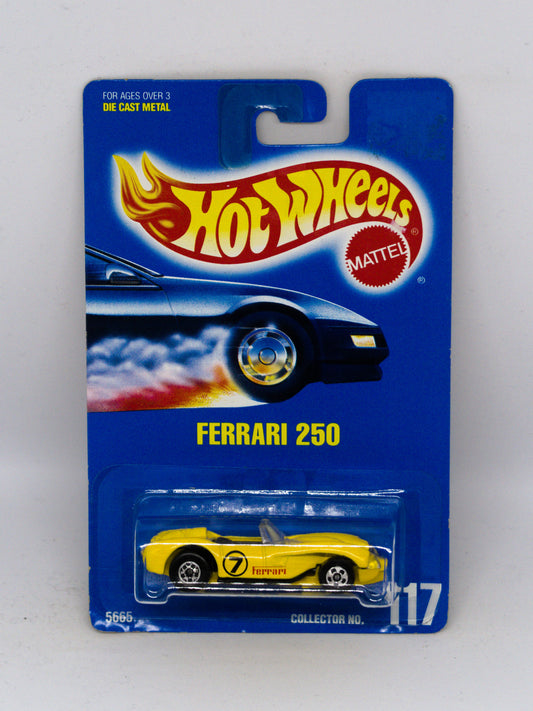 FOR AGES OVER 3
DIE CAST METAL
HOT WHEELS®
MATTEL
®
FERRARI 250
7
ferrari
5665
COLLECTOR NO. 117